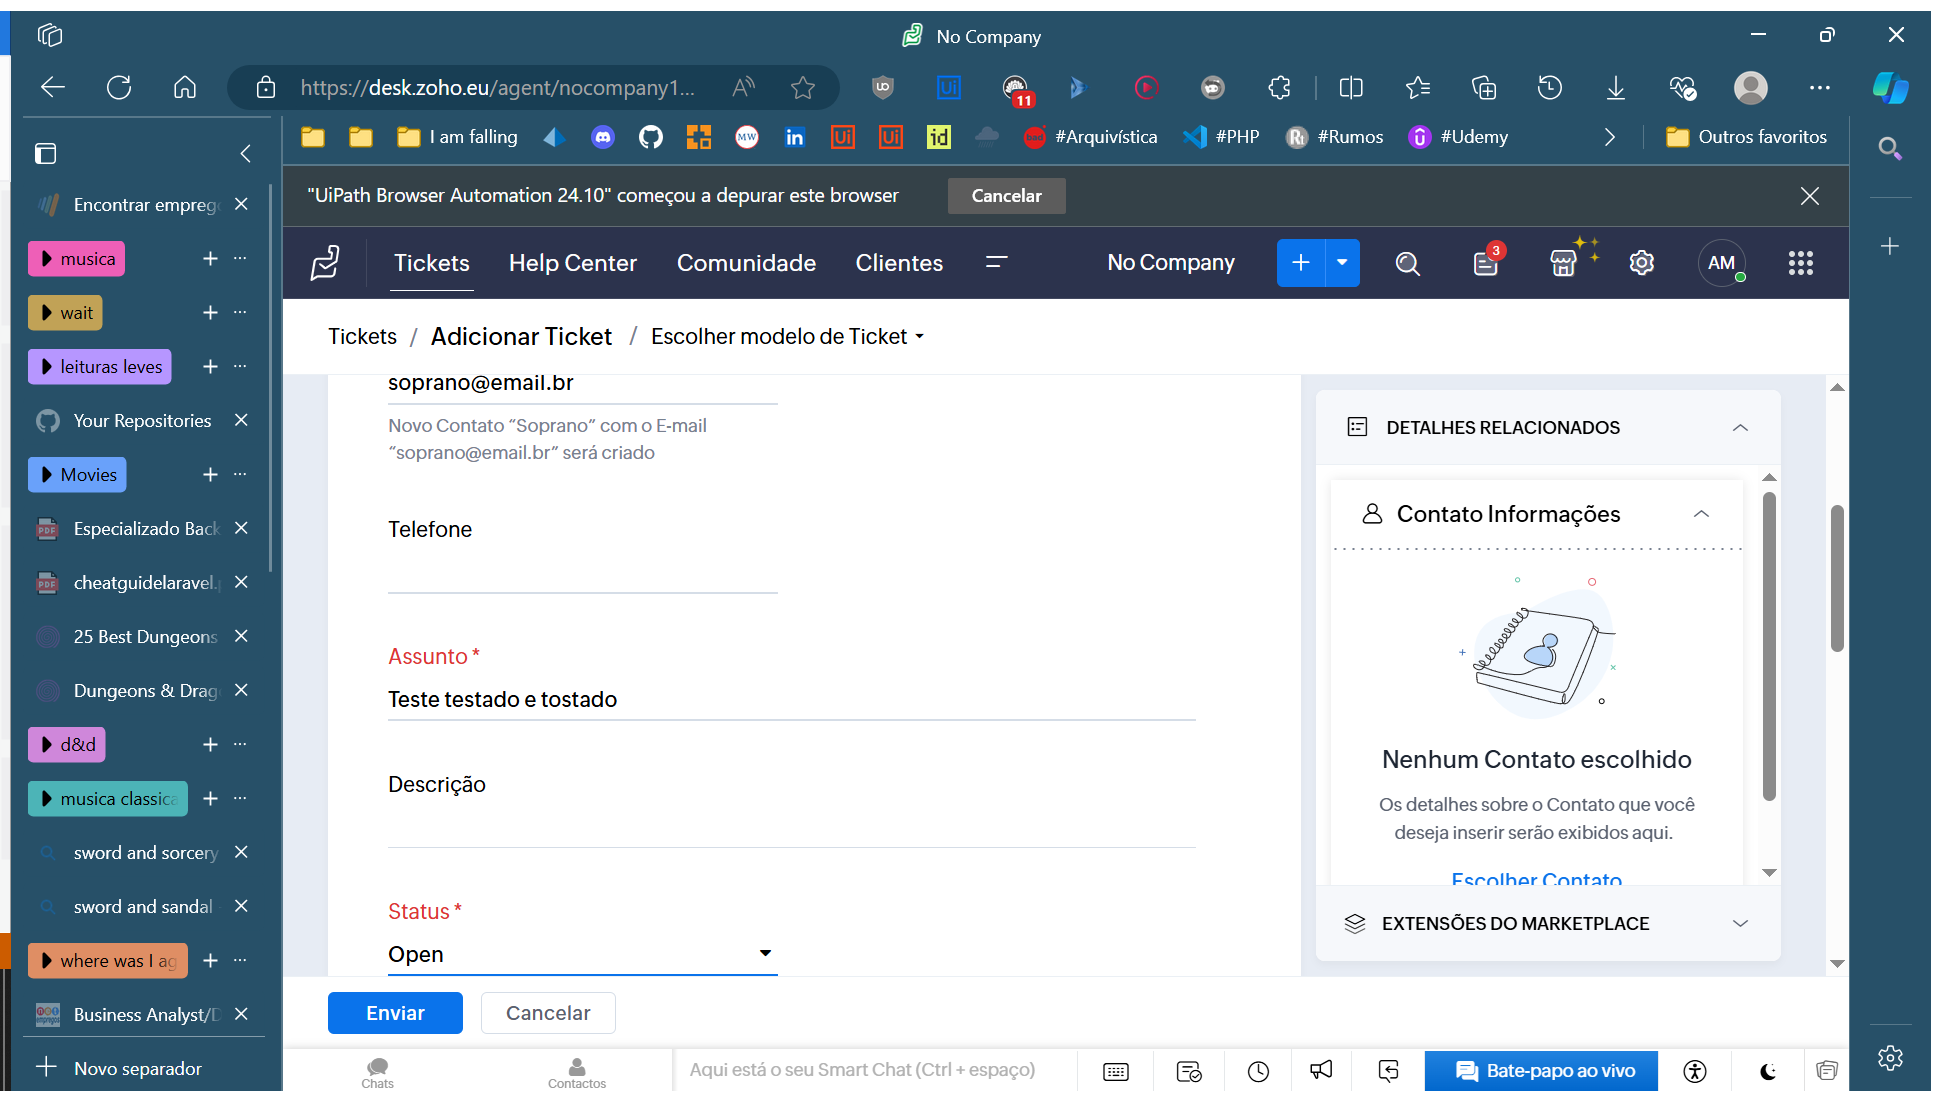 No Company
https://desk.zoho.eu/agent/nocompany1...
11
I am falling
#Arquivística
#PHP
#Rumos
#Udemy
Outros favoritos
"UiPath Browser Automation 24.10" começou a depurar este browser
Cancelar
Encontrar empreg
musica
wait
leituras leves
Your Repositories
Movies
Especializado Back
cheatguidelaravel.
25 Best Dungeons
Dungeons & Drag
d&d
musica classica
sword and sorcery
sword and sandal
where was I ag
Business Analyst/D
Novo separador
Tickets
Help Center
Comunidade
Clientes
No Company
3
AM
Tickets / Adicionar Ticket / Escolher modelo de Ticket
soprano@email.br
Novo Contato “Soprano” com o E-mail
“soprano@email.br” será criado
Telefone
Assunto *
Teste testado e tostado
Descrição
Status *
Open
Enviar
Cancelar
DETALHES RELACIONADOS
Contato Informações
Nenhum Contato escolhido
Os detalhes sobre o Contato que você
deseja inserir serão exibidos aqui.
Escolher Contato
EXTENSÕES DO MARKETPLACE
Chats
Contactos
Aqui está o seu Smart Chat (Ctrl + espaço)
Bate-papo ao vivo